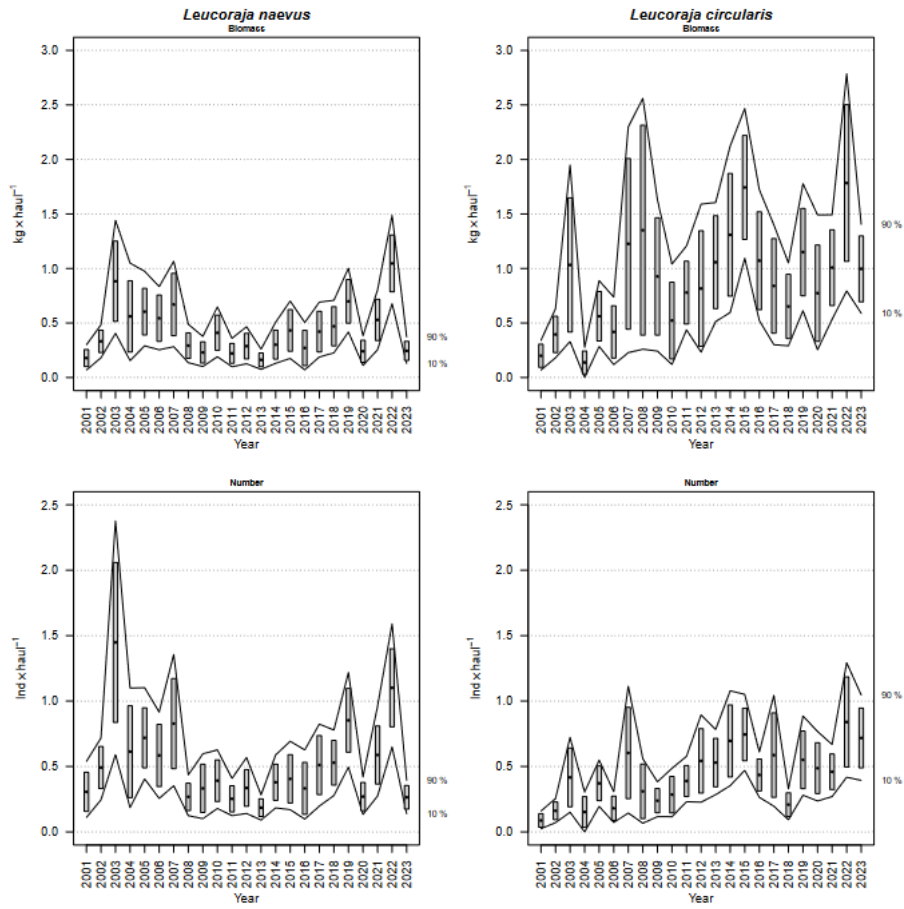 Leucoraja naevus
Biomass
3.0
2.5
2.0
1.5
1.0
0.5
0.0
kg × haul⁻¹
90 %
10 %
2001 2002 2003 2004 2005 2006 2007 2008 2009 2010 2011 2012 2013 2014 2015 2016 2017 2018 2019 2020 2021 2022 2023
Year
Leucoraja circularis
Biomass
3.0
2.5
2.0
1.5
1.0
0.5
0.0
kg × haul⁻¹
90 %
10 %
2001 2002 2003 2004 2005 2006 2007 2008 2009 2010 2011 2012 2013 2014 2015 2016 2017 2018 2019 2020 2021 2022 2023
Year
Number
2.5
2.0
1.5
1.0
0.5
0.0
Ind × haul⁻¹
90 %
10 %
2001 2002 2003 2004 2005 2006 2007 2008 2009 2010 2011 2012 2013 2014 2015 2016 2017 2018 2019 2020 2021 2022 2023
Year
Number
2.5
2.0
1.5
1.0
0.5
0.0
Ind × haul⁻¹
90 %
10 %
2001 2002 2003 2004 2005 2006 2007 2008 2009 2010 2011 2012 2013 2014 2015 2016 2017 2018 2019 2020 2021 2022 2023
Year